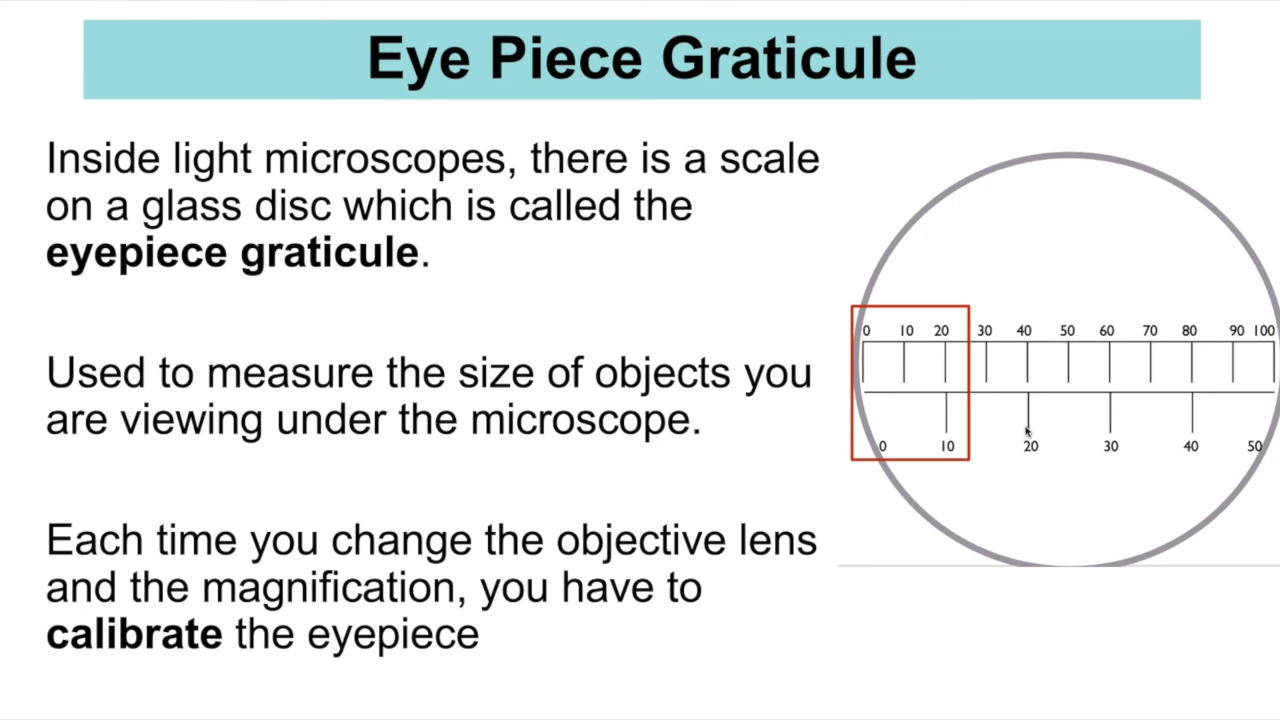 Eye Piece Graticule
Inside light microscopes, there is a scale
on a glass disc which is called the
eyepiece graticule.
Used to measure the size of objects you
are viewing under the microscope.
Each time you change the objective lens
and the magnification, you have to
calibrate the eyepiece
0 10 20 30 40 50 60 70 80 90 100
0 10 20 30 40 50